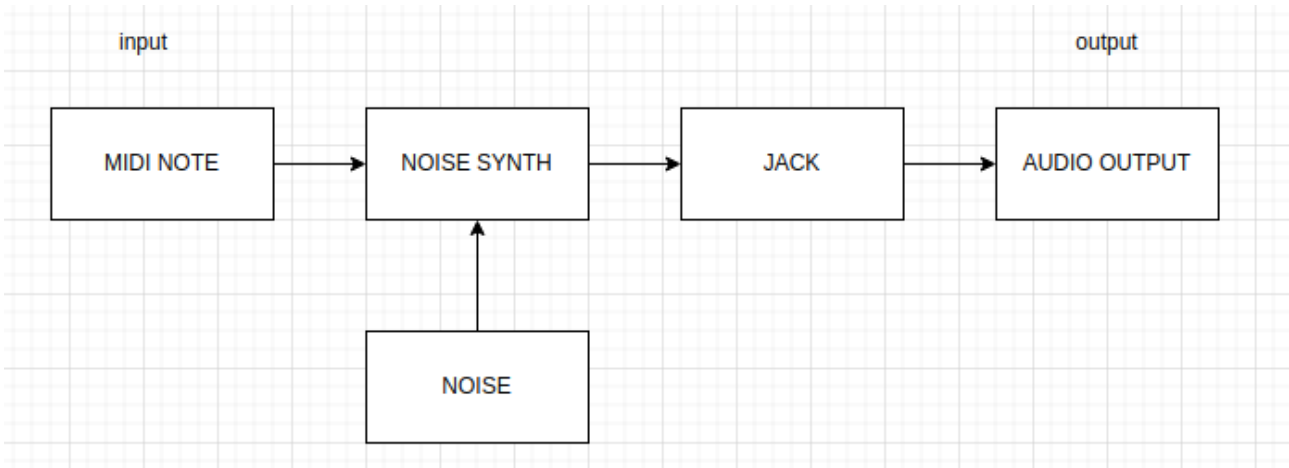 input
output
MIDI NOTE
NOISE SYNTH
JACK
AUDIO OUTPUT
NOISE